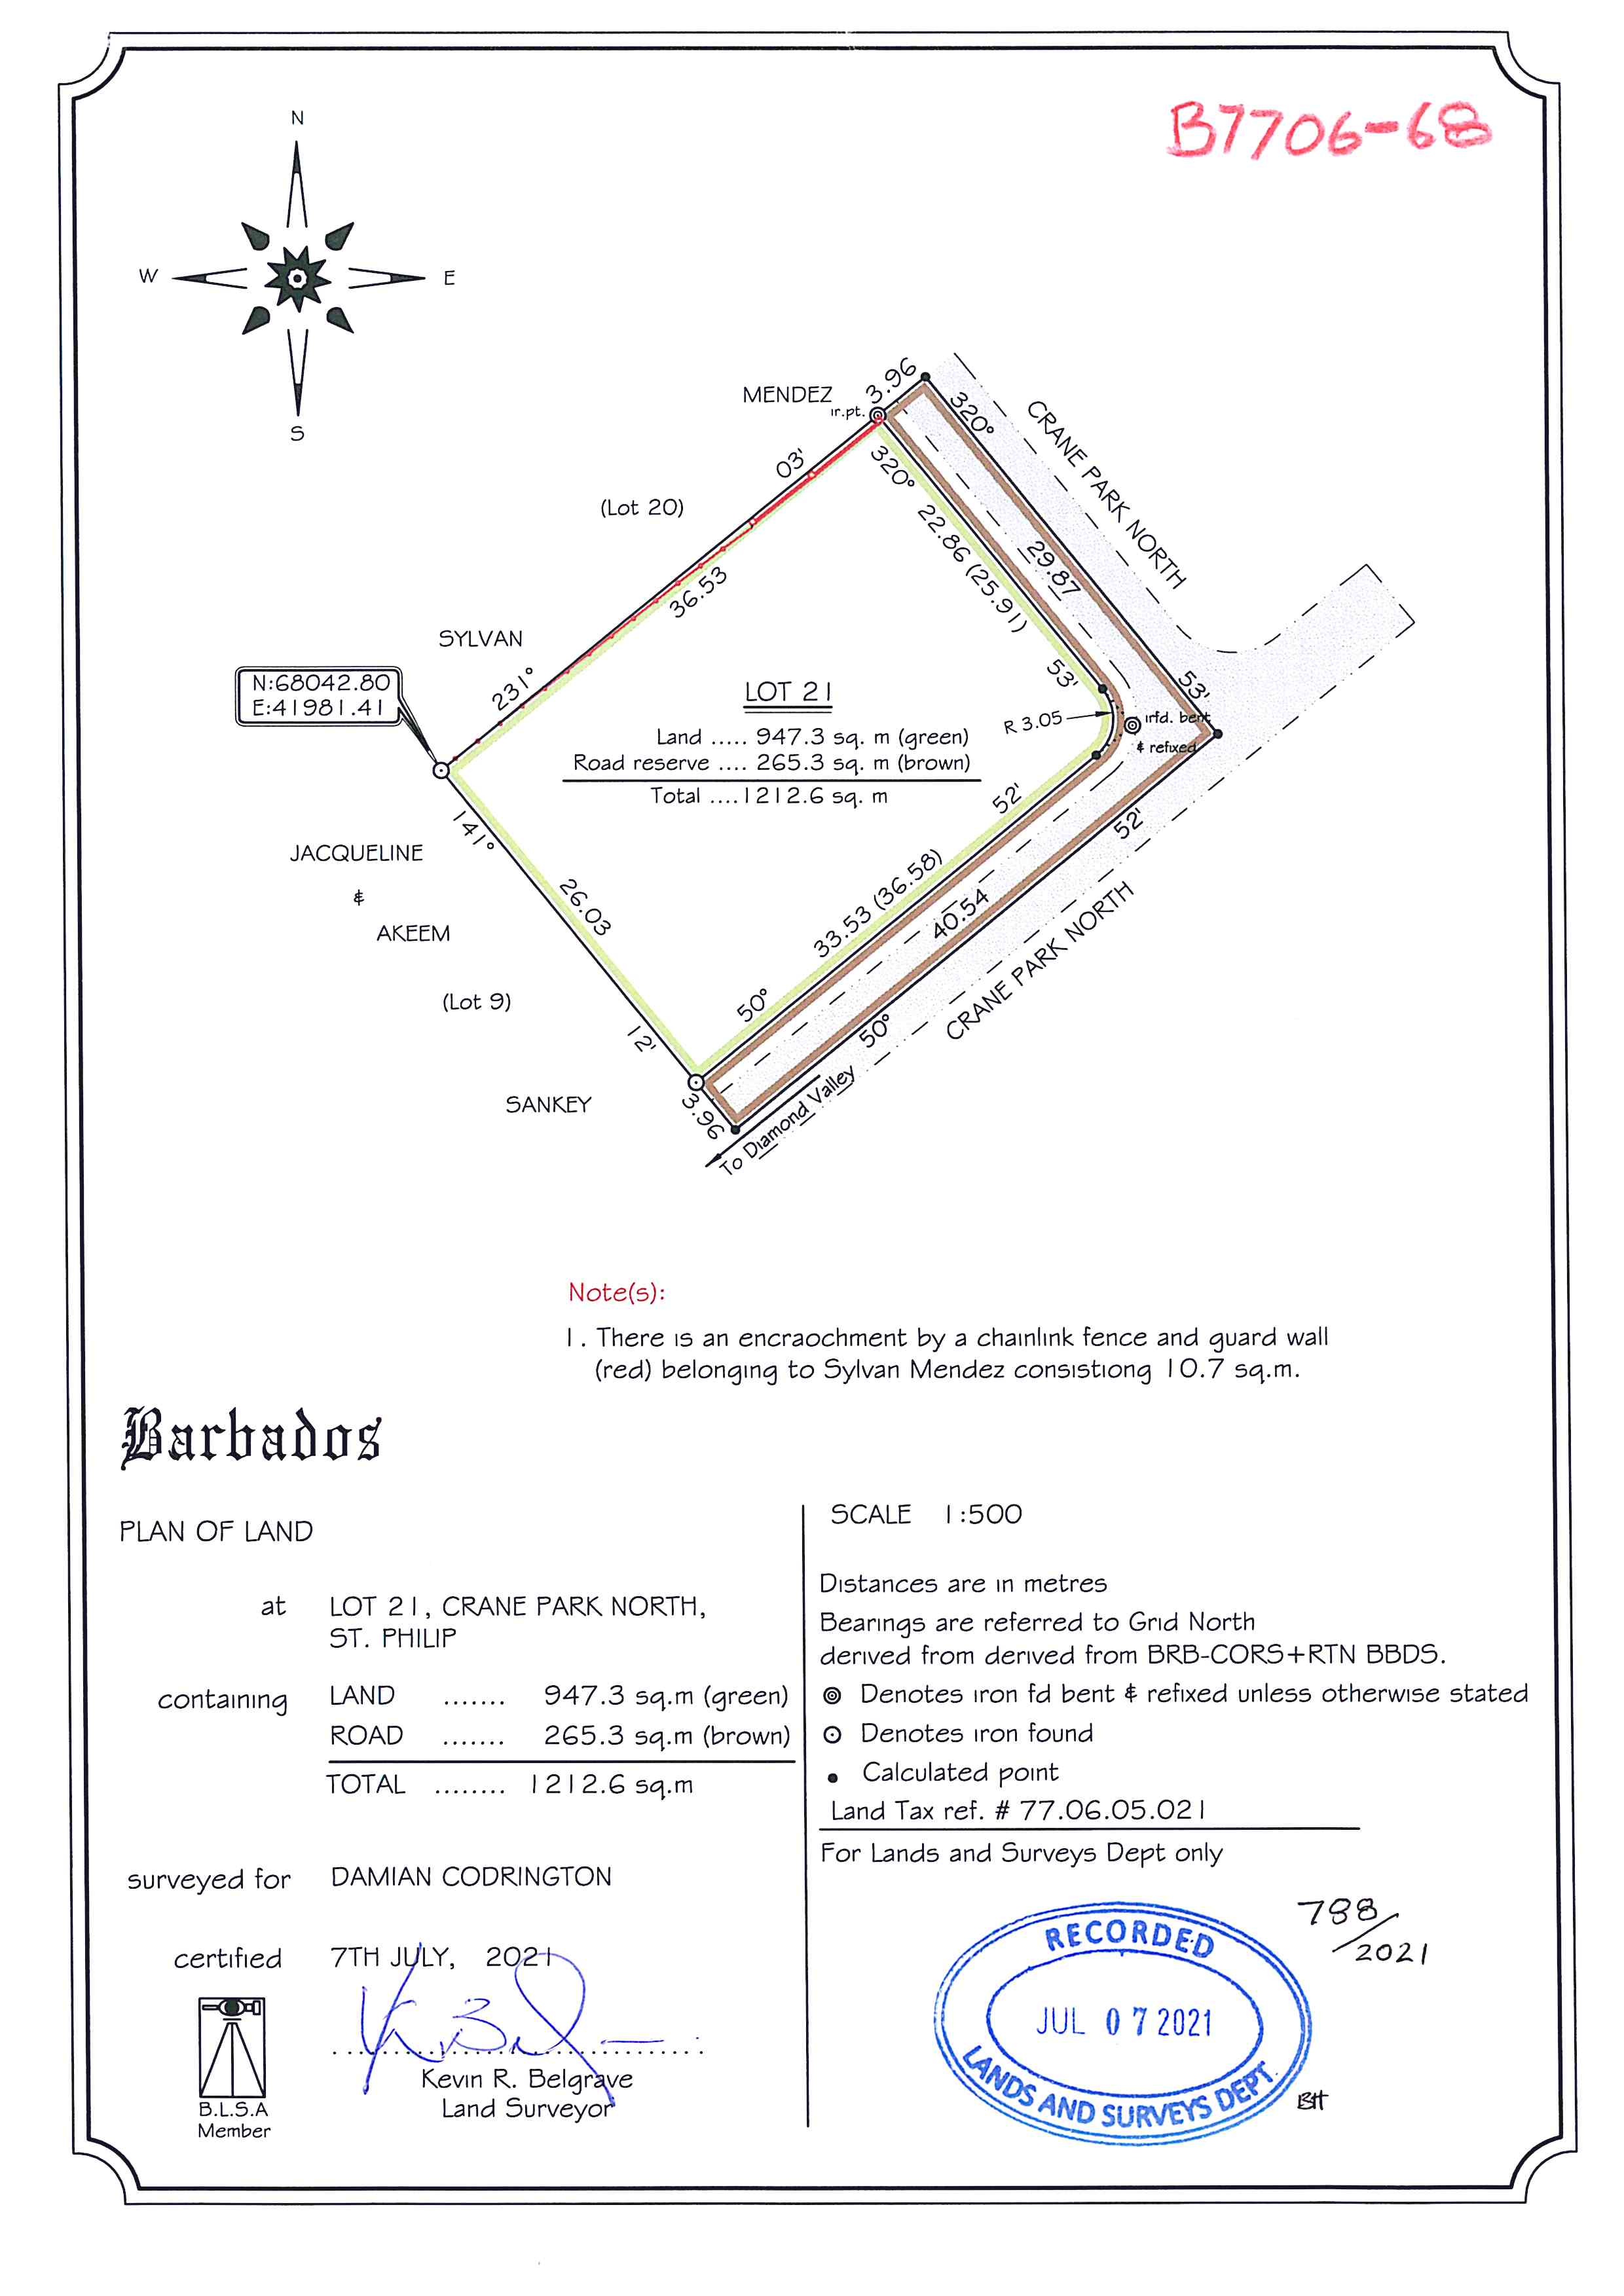 B7706-68
N
W
E
S
MENDEZ
ir.pt.
3.96
320°
CRANE PARK NORTH
03'
320°
(Lot 20)
22.86 (25.91)
29.87
36.53
SYLVAN
231°
53'
53'
N:68042.80
E:41981.41
LOT 21
R 3.05
irfd. bent
& refixed
Land ..... 947.3 sq. m (green)
Road reserve .... 265.3 sq. m (brown)
Total ....1212.6 sq. m
52'
52'
141°
JACQUELINE
&
AKEEM
26.03
33.53 (36.58)
40.54
CRANE PARK NORTH
(Lot 9)
50°
50°
12'
SANKEY
3.96
To Diamond Valley
Note(s):
1. There is an encraochment by a chainlink fence and guard wall
(red) belonging to Sylvan Mendez consistiong 10.7 sq.m.
Barbados
PLAN OF LAND
at LOT 21, CRANE PARK NORTH,
ST. PHILIP
containing LAND ....... 947.3 sq.m (green)
ROAD ....... 265.3 sq.m (brown)
TOTAL ........ 1212.6 sq.m
surveyed for DAMIAN CODRINGTON
certified 7TH JULY, 2021
Kevin R. Belgrave
Land Surveyor
B.L.S.A
Member
SCALE 1:500
Distances are in metres
Bearings are referred to Grid North
derived from derived from BRB-CORS+RTN BBDS.
Denotes iron fd bent & refixed unless otherwise stated
Denotes iron found
Calculated point
Land Tax ref. # 77.06.05.021
For Lands and Surveys Dept only
788/2021
RECORDED
JUL 07 2021
LANDS AND SURVEYS DEPT.
BH